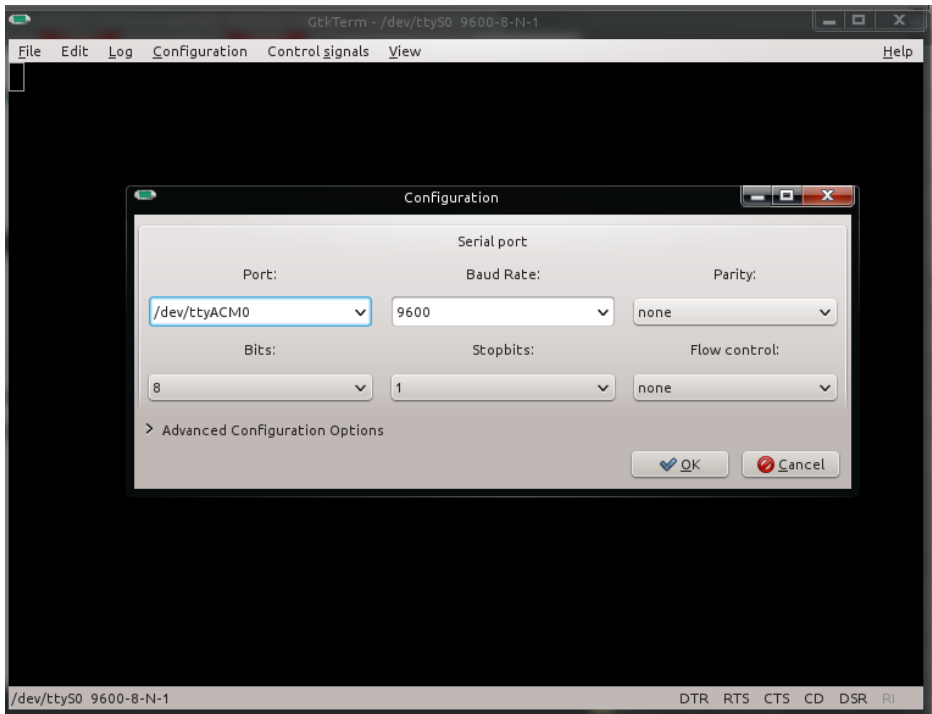 GtkTerm - /dev/ttyS0 9600-8-N-1
File Edit Log Configuration Control signals View Help
Configuration
Serial port
Port: Baud Rate: Parity:
/dev/ttyACM0 9600 none
Bits: Stopbits: Flow control:
8 1 none
> Advanced Configuration Options
OK Cancel
/dev/ttyS0 9600-8-N-1 DTR RTS CTS CD DSR RI